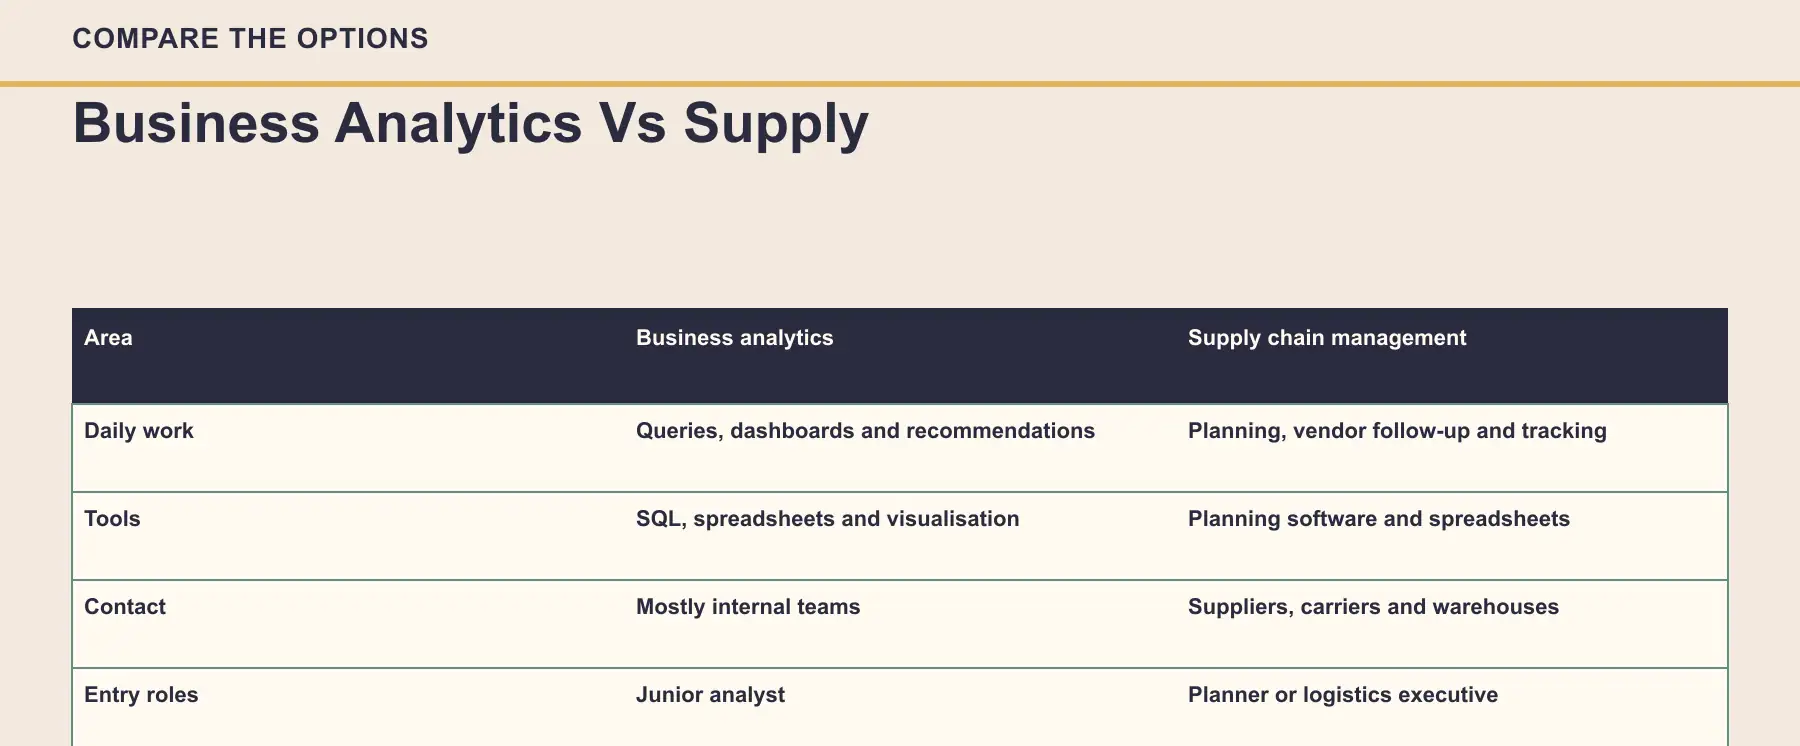 COMPARE THE OPTIONS
Business Analytics Vs Supply
Area Business analytics Supply chain management
Daily work Queries, dashboards and recommendations Planning, vendor follow-up and tracking
Tools SQL, spreadsheets and visualisation Planning software and spreadsheets
Contact Mostly internal teams Suppliers, carriers and warehouses
Entry roles Junior analyst Planner or logistics executive